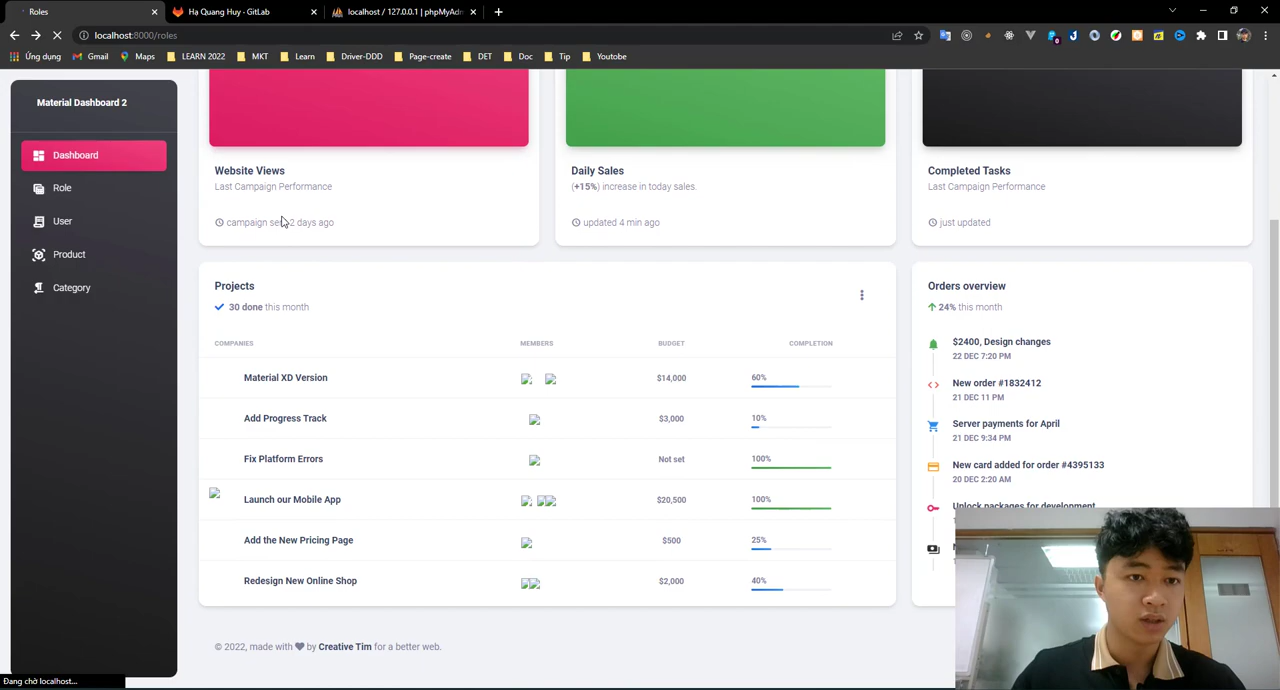 Roles
Hạ Quang Huy · GitLab
localhost / 127.0.0.1 | phpMyAdm
localhost:8000/roles
Ứng dụng
Gmail
Maps
LEARN 2022
MKT
Learn
Driver-DDD
Page-create
DET
Doc
Tip
Youtube
Material Dashboard 2
Dashboard
Role
User
Product
Category
Website Views
Last Campaign Performance
campaign se 2 days ago
Daily Sales
(+15%) increase in today sales.
updated 4 min ago
Completed Tasks
Last Campaign Performance
just updated
Projects
30 done this month
COMPANIES MEMBERS BUDGET COMPLETION
Material XD Version $14,000 60%
Add Progress Track $3,000 10%
Fix Platform Errors Not set 100%
Launch our Mobile App $20,500 100%
Add the New Pricing Page $500 25%
Redesign New Online Shop $2,000 40%
Orders overview
24% this month
$2400, Design changes
22 DEC 7:20 PM
New order #1832412
21 DEC 11 PM
Server payments for April
21 DEC 9:34 PM
New card added for order #4395133
20 DEC 2:20 AM
Unlock packages for development
© 2022, made with by Creative Tim for a better web.
Đang chờ localhost...